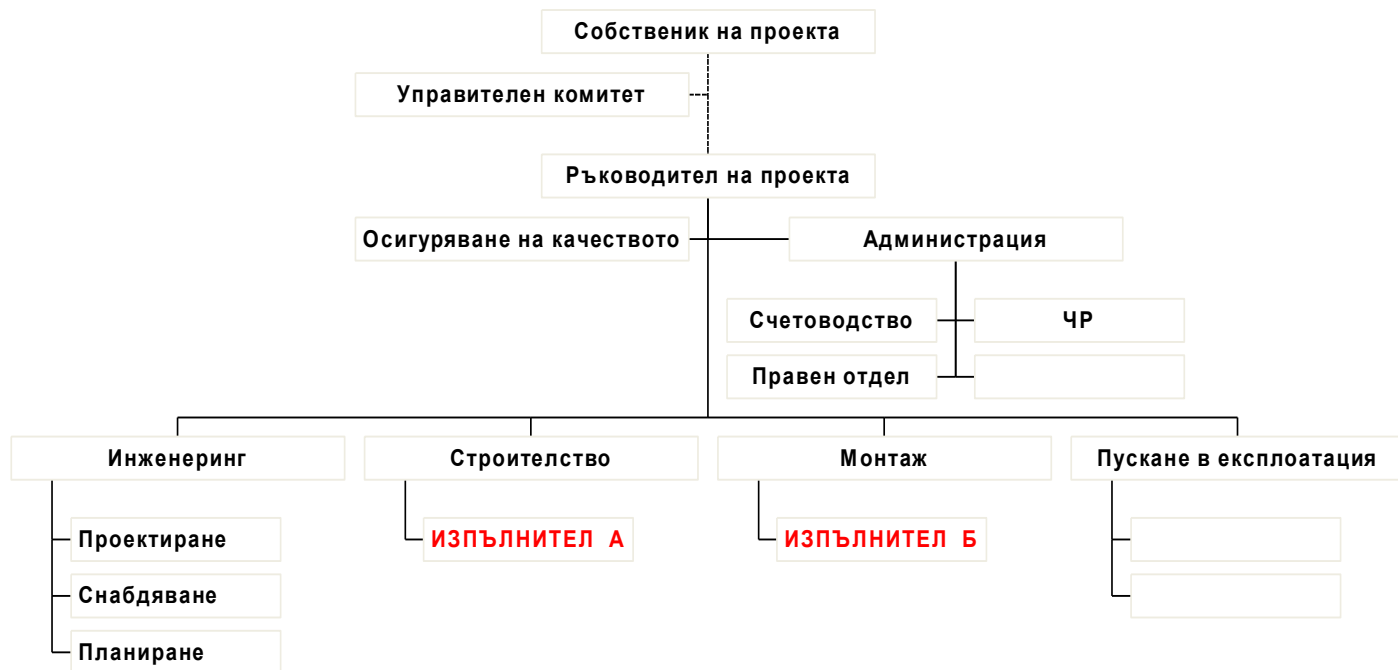 Собственик на проекта
Управителен комитет
Ръководител на проекта
Осигуряване на качеството
Администрация
Счетоводство
ЧР
Правен отдел
Инженеринг
Строителство
Монтаж
Пускане в експлоатация
Проектиране
ИЗПЪЛНИТЕЛ А
ИЗПЪЛНИТЕЛ Б
Снабдяване
Планиране